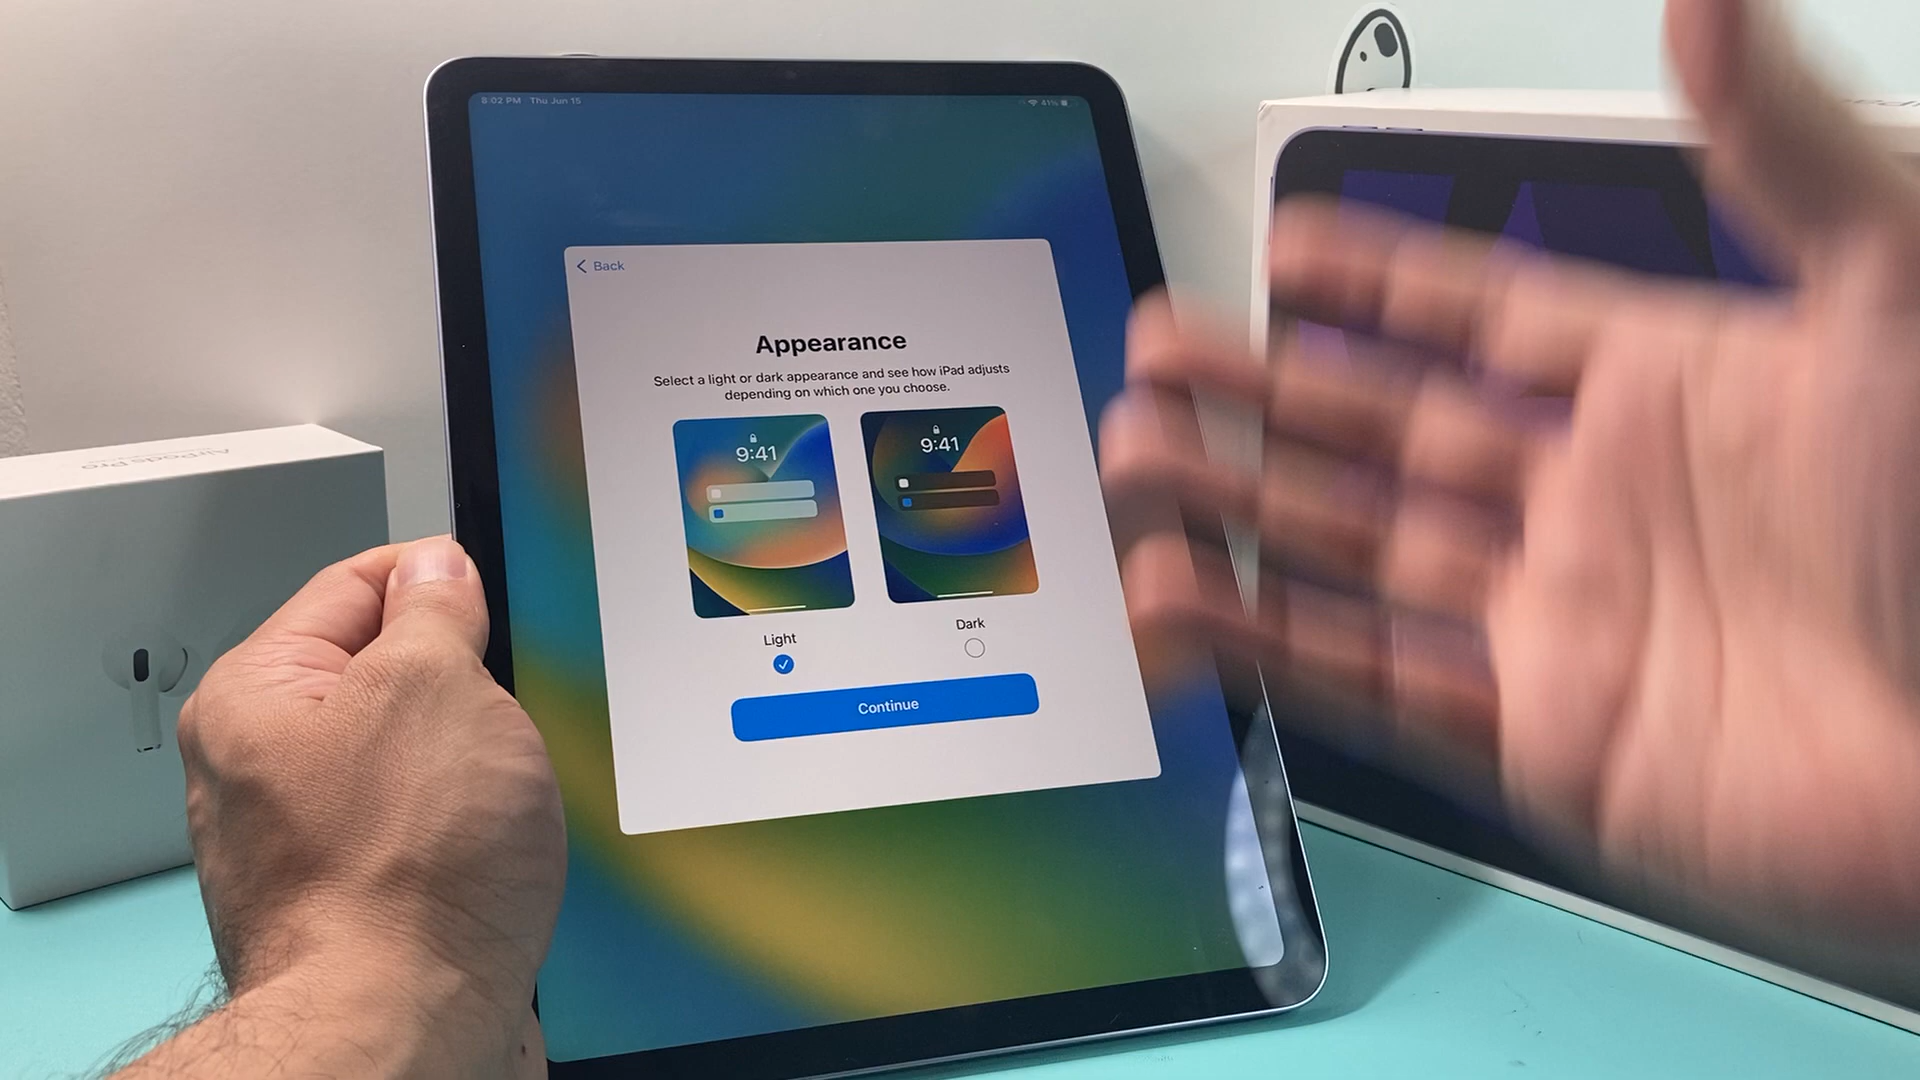 8:02 PM Thu Jun 15
41%
Back
Appearance
Select a light or dark appearance and see how iPad adjusts
depending on which one you choose.
9:41
9:41
Light
Dark
Continue
AirPods Pro